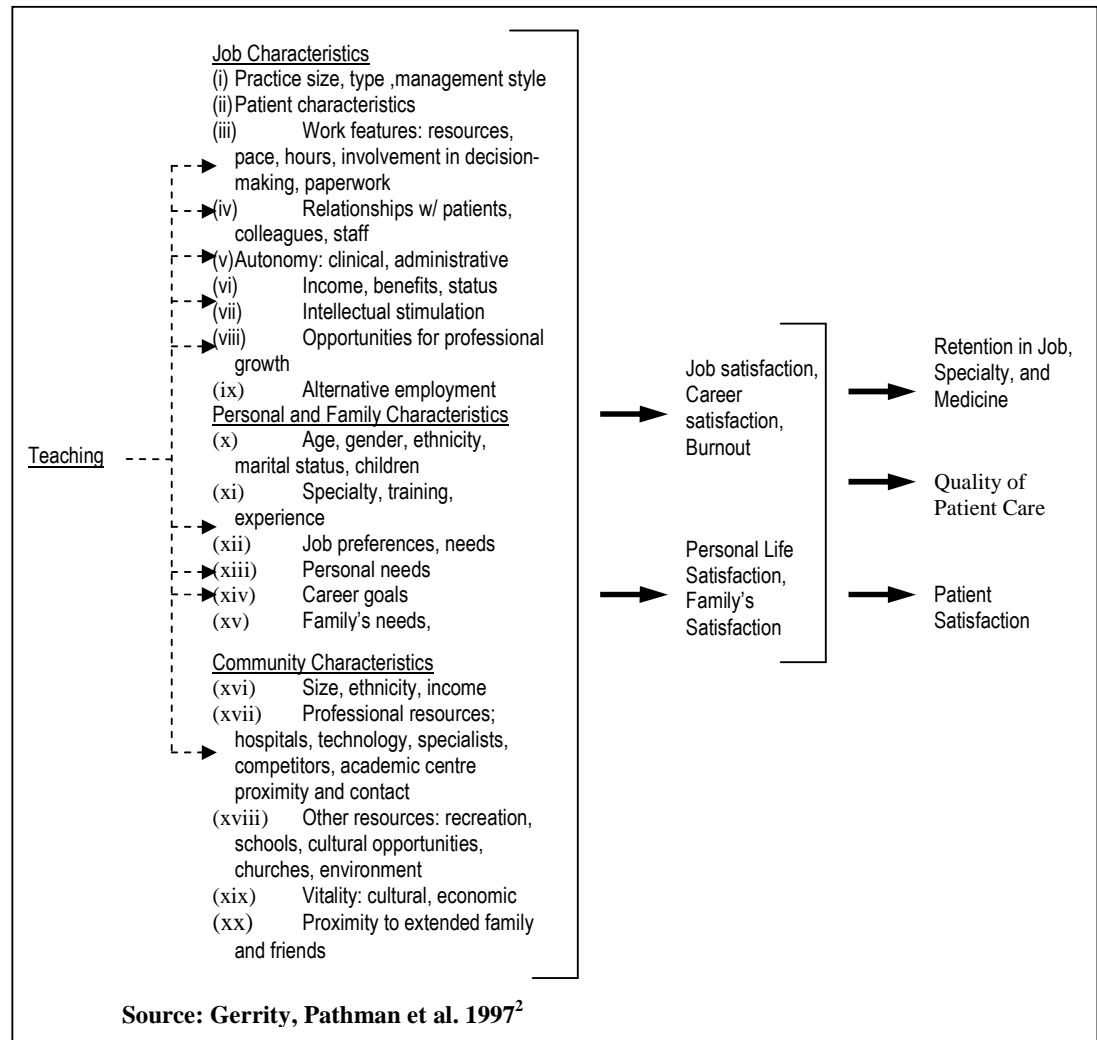 Job Characteristics
(i) Practice size, type ,management style
(ii) Patient characteristics
(iii) Work features: resources,
pace, hours, involvement in decision-
making, paperwork
(iv) Relationships w/ patients,
colleagues, staff
(v) Autonomy: clinical, administrative
(vi) Income, benefits, status
(vii) Intellectual stimulation
(viii) Opportunities for professional
growth
(ix) Alternative employment
Personal and Family Characteristics
(x) Age, gender, ethnicity,
marital status, children
(xi) Specialty, training,
experience
(xii) Job preferences, needs
(xiii) Personal needs
(xiv) Career goals
(xv) Family's needs,
Community Characteristics
(xvi) Size, ethnicity, income
(xvii) Professional resources;
hospitals, technology, specialists,
competitors, academic centre
proximity and contact
(xviii) Other resources: recreation,
schools, cultural opportunities,
churches, environment
(xix) Vitality: cultural, economic
(xx) Proximity to extended family
and friends
Teaching
Job satisfaction,
Career
satisfaction,
Burnout
Personal Life
Satisfaction,
Family's
Satisfaction
Retention in Job,
Specialty, and
Medicine
Quality of
Patient Care
Patient
Satisfaction
Source: Gerrity, Pathman et al. 1997²